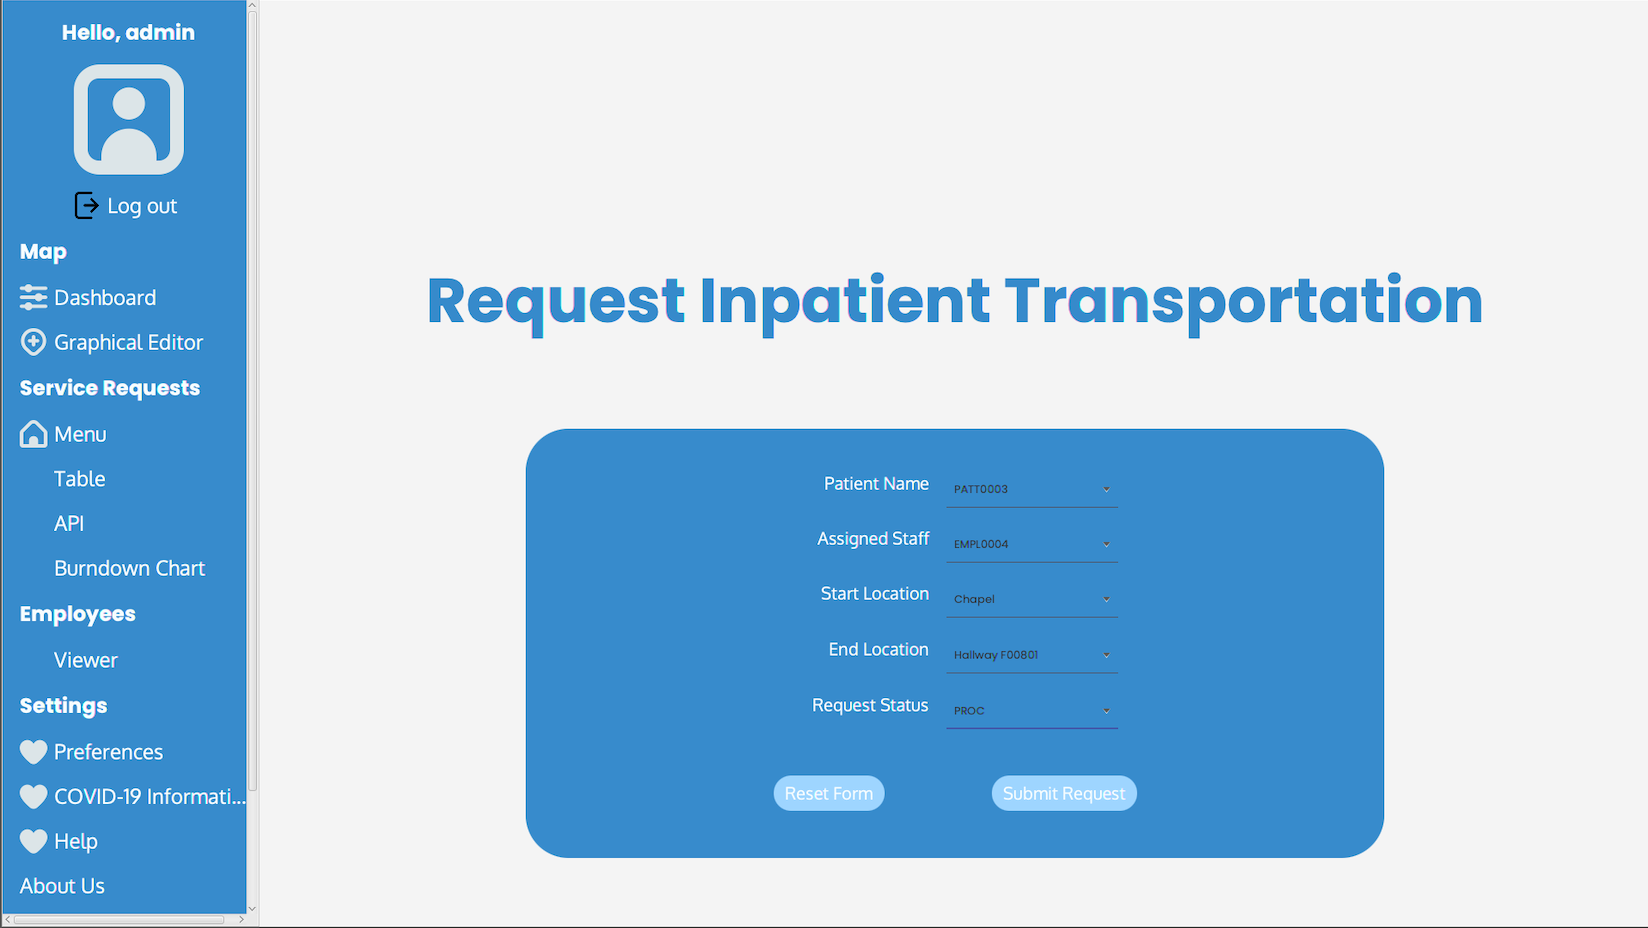 Hello, admin
Log out
Map
Dashboard
Graphical Editor
Service Requests
Menu
Table
API
Burndown Chart
Employees
Viewer
Settings
Preferences
COVID-19 Informati...
Help
About Us
Request Inpatient Transportation
Patient Name PATT0003
Assigned Staff EMPL0004
Start Location Chapel
End Location Hallway F00801
Request Status PROC
Reset Form Submit Request